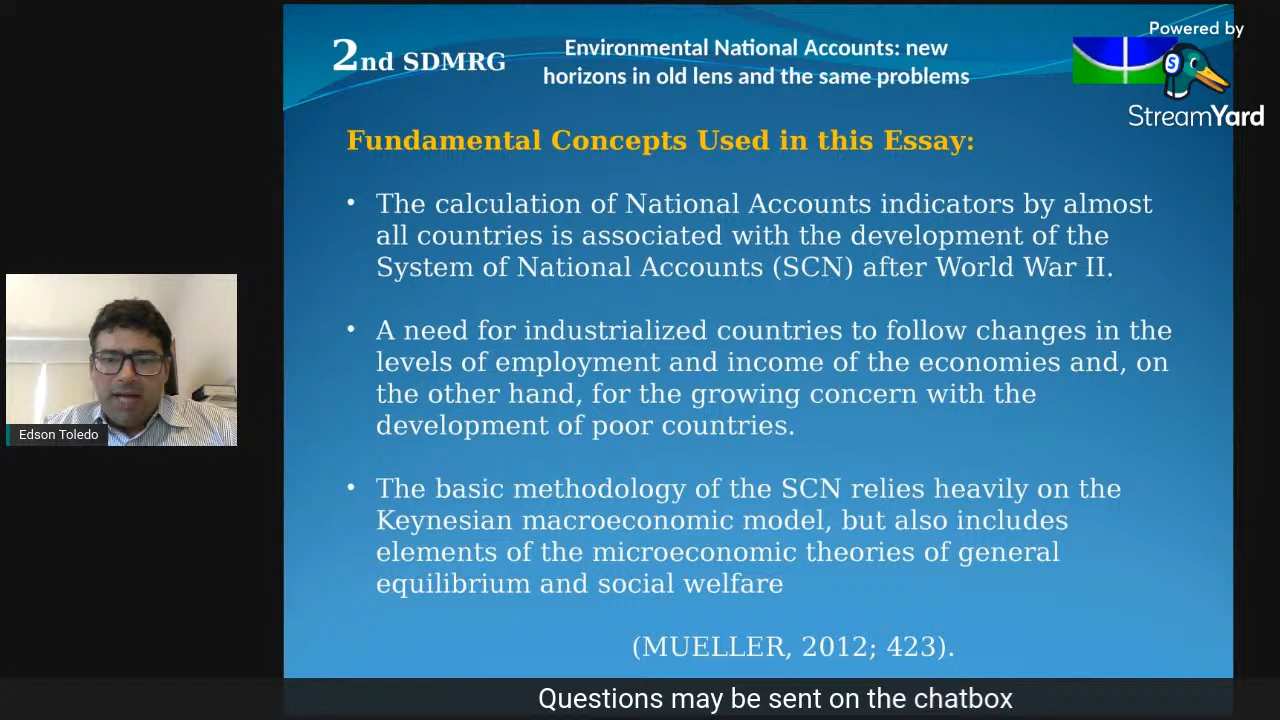 2nd SDMRG
Environmental National Accounts: new
horizons in old lens and the same problems
Powered by
S
StreamYard
Fundamental Concepts Used in this Essay:
• The calculation of National Accounts indicators by almost
all countries is associated with the development of the
System of National Accounts (SCN) after World War II.
• A need for industrialized countries to follow changes in the
levels of employment and income of the economies and, on
the other hand, for the growing concern with the
development of poor countries.
• The basic methodology of the SCN relies heavily on the
Keynesian macroeconomic model, but also includes
elements of the microeconomic theories of general
equilibrium and social welfare
(MUELLER, 2012; 423).
Edson Toledo
Questions may be sent on the chatbox